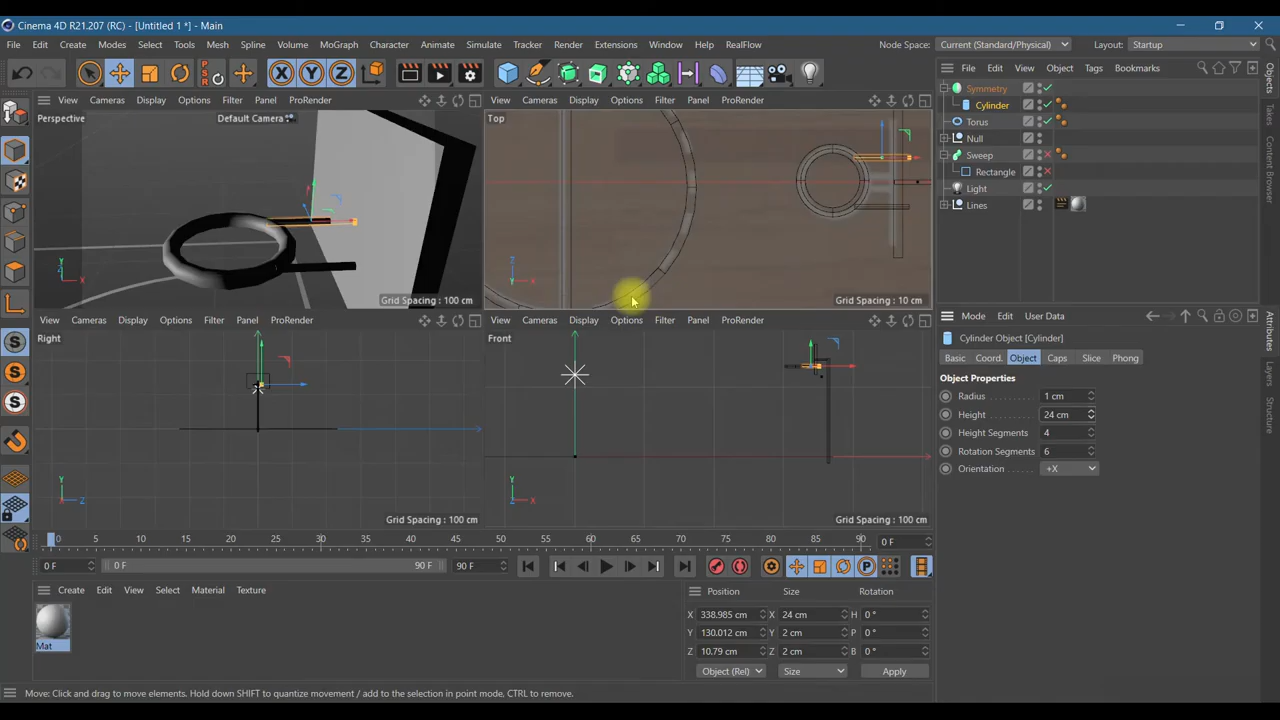 Cinema 4D R21.207 (RC) - [Untitled 1 *] - Main
File Edit Create Modes Select Tools Mesh Spline Volume MoGraph Character Animate Simulate Tracker Render Extensions Window Help RealFlow Node Space: Current (Standard/Physical) Layout: Startup
PSR X Y Z File Edit View Object Tags Bookmarks
View Cameras Display Options Filter Panel ProRender View Cameras Display Options Filter Panel ProRender
Perspective Default Camera Top
Symmetry
Cylinder
Torus
Null
Sweep
Rectangle
Light
Lines
Objects
Takes
Content Browser
Attributes
Structure
Y Z X Grid Spacing : 100 cm Z Y X Grid Spacing : 10 cm
View Cameras Display Options Filter Panel ProRender View Cameras Display Options Filter Panel ProRender
Right Front
Y X Z Grid Spacing : 100 cm Y Z X Grid Spacing : 100 cm
Mode Edit User Data
Cylinder Object [Cylinder]
Basic Coord. Object Caps Slice Phong
Object Properties
Radius 1 cm
Height 24 cm
Height Segments 4
Rotation Segments 6
Orientation +X
0 5 10 15 20 25 30 35 40 45 50 55 60 65 70 75 80 85 90 0 F
0 F 0 F 90 F 90 F P
Create Edit View Select Material Texture
Mat
Position Size Rotation
X 338.985 cm X 24 cm H 0 °
Y 130.012 cm Y 2 cm P 0 °
Z 10.79 cm Z 2 cm B 0 °
Object (Rel) Size Apply
Move: Click and drag to move elements. Hold down SHIFT to quantize movement / add to the selection in point mode, CTRL to remove.